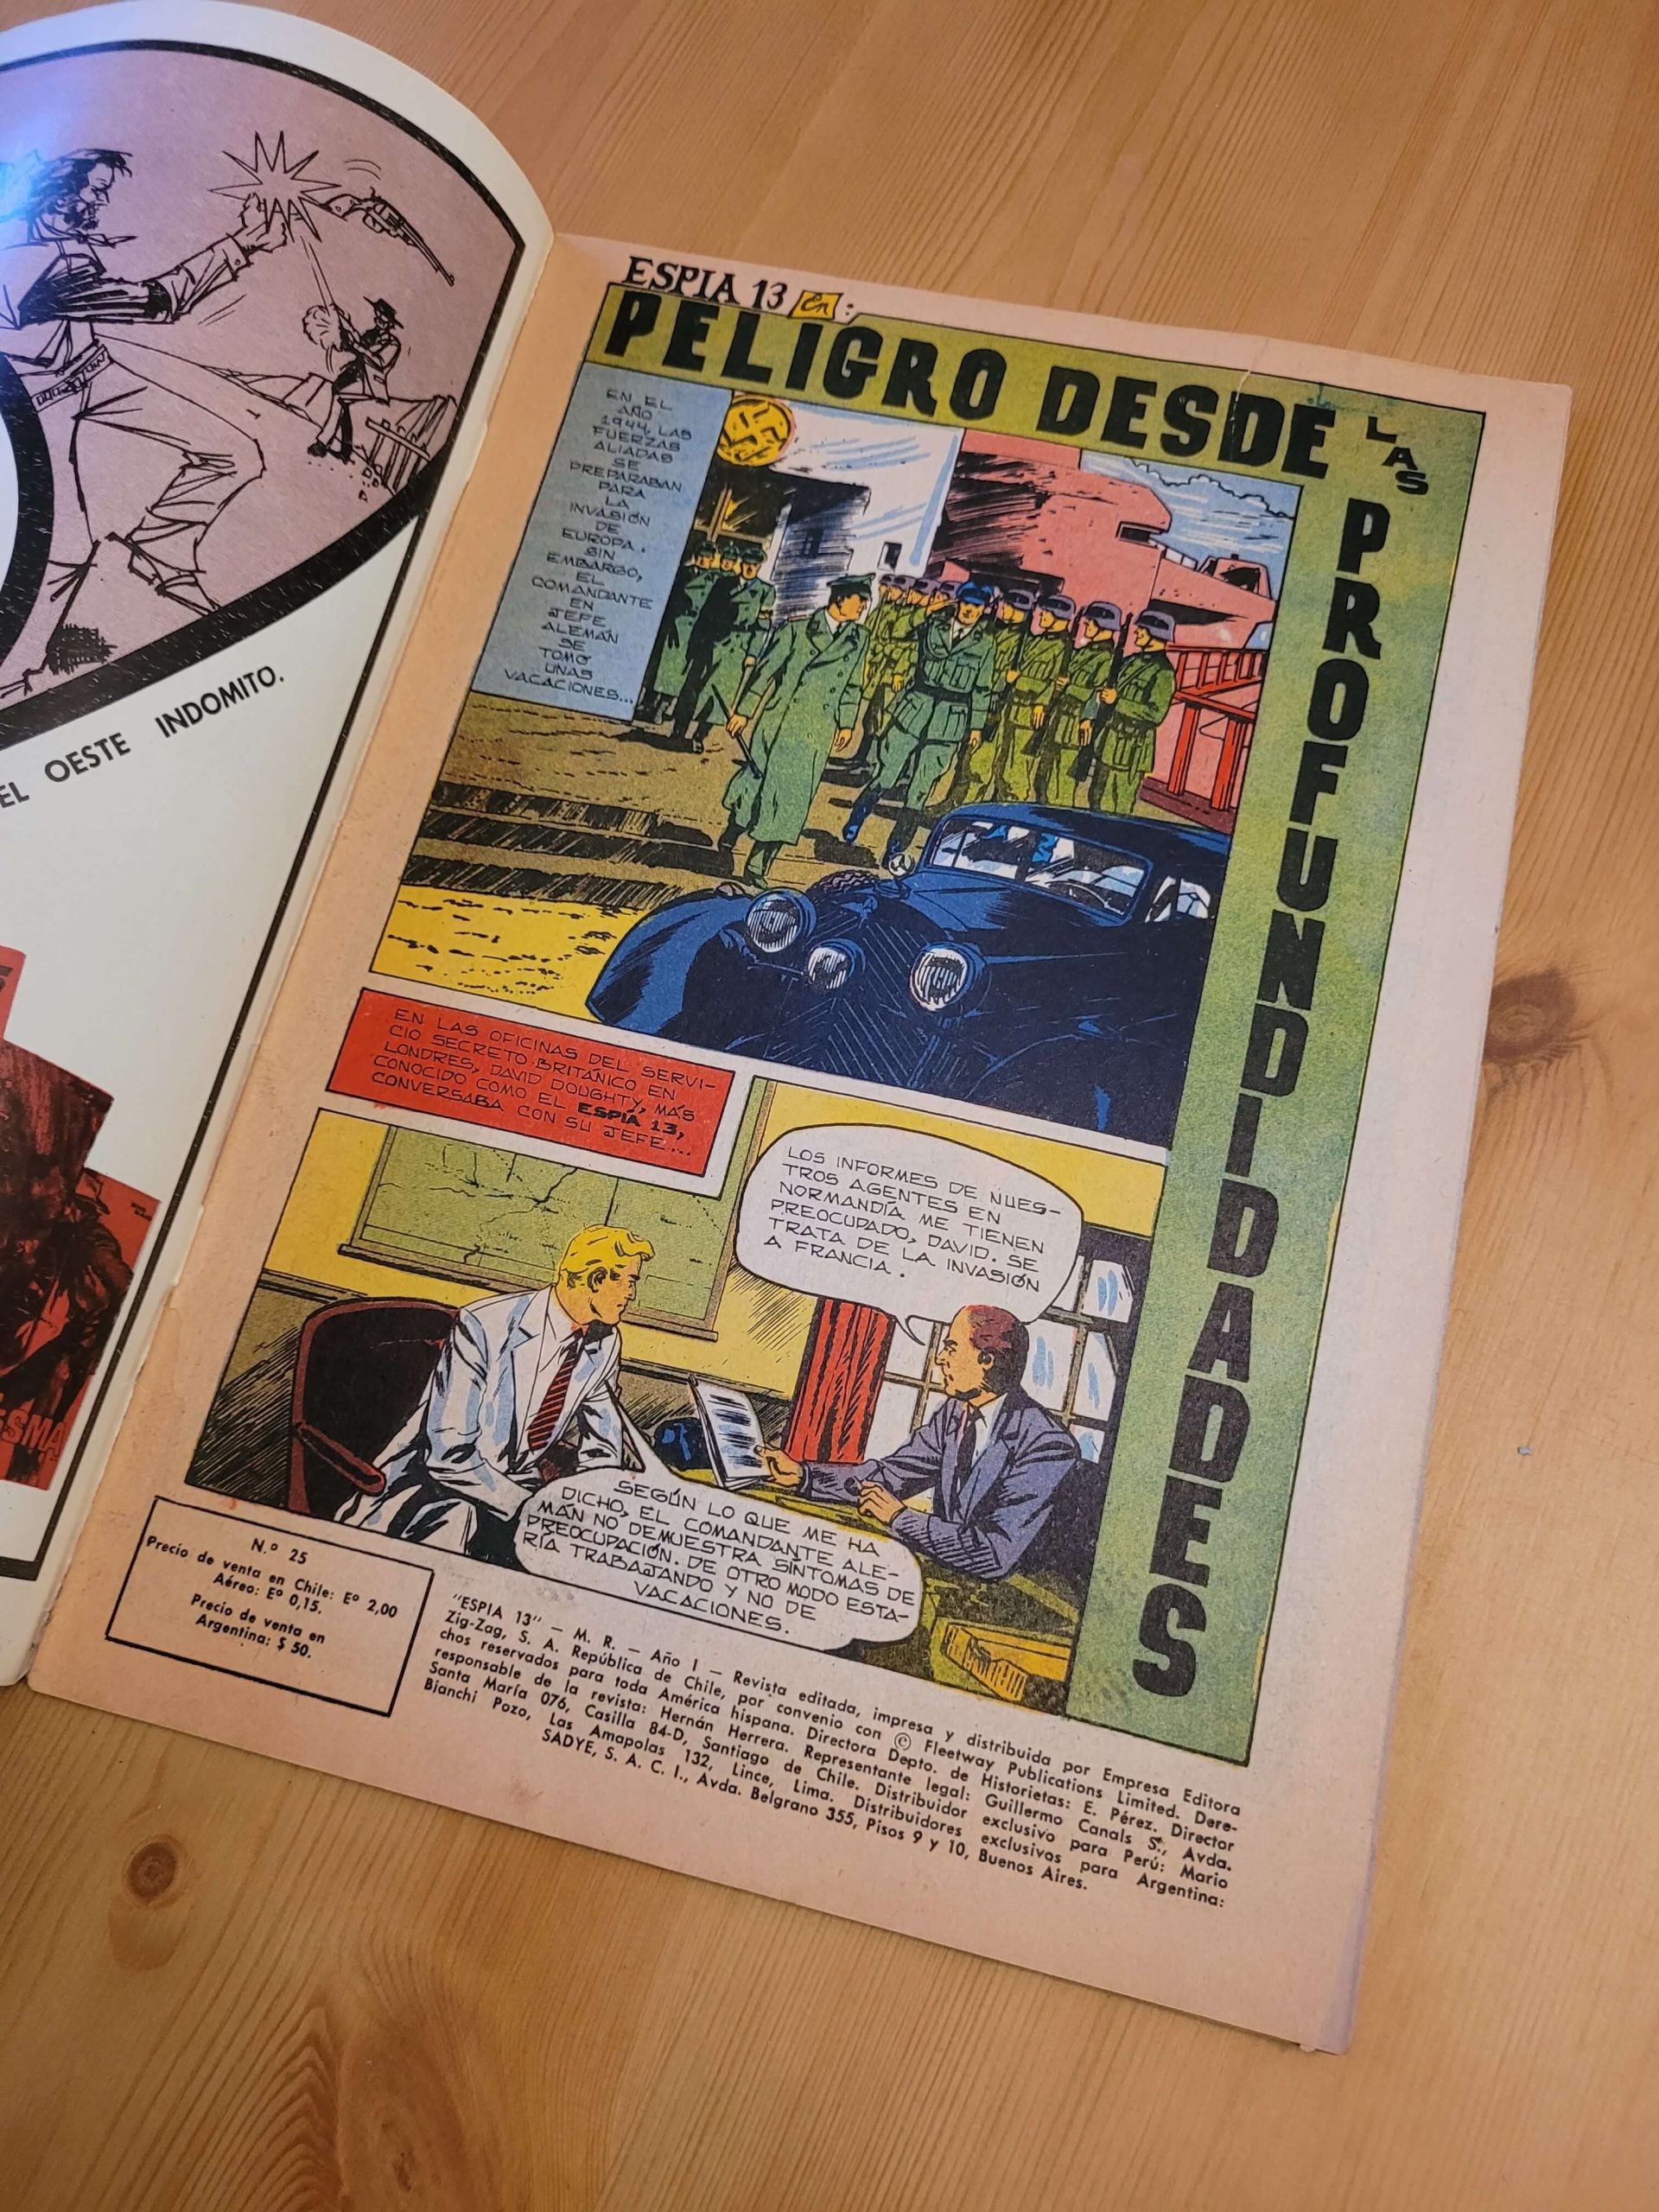 EL OESTE INDOMITO.
ESPIA 13 En:
PELIGRO DESDE
LAS
PROFUNDIDADES
EN EL
AÑO
1944, LAS
FUERZAS
ALIADAS
SE
PREPARABAN
PARA
LA
INVASIÓN
DE
EUROPA.
SIN
EMBARGO,
EL
COMANDANTE
EN
JEFE
ALEMÁN
SE
TOMO
UNAS
VACACIONES...
EN LAS OFICINAS DEL SERVI-
CIO SECRETO BRITÁNICO EN
LONDRES, DAVID DOUGHTY, MÁS
CONOCIDO COMO EL ESPIA 13,
CONVERSABA CON SU JEFE...
LOS INFORMES DE NUES-
TROS AGENTES EN
NORMANDÍA ME TIENEN
PREOCUPADO, DAVID. SE
TRATA DE LA INVASIÓN
A FRANCIA.
SEGÚN LO QUE ME HA
DICHO, EL COMANDANTE ALE-
MÁN NO DEMUESTRA SÍNTOMAS DE
PREOCUPACIÓN. DE OTRO MODO ESTA-
RÍA TRABAJANDO Y NO DE
VACACIONES.
N.º 25
Precio de venta en Chile: Eº 2,00
Aéreo: Eº 0,15.
Precio de venta en
Argentina: $ 50.
"ESPIA 13" — M. R. — Año I — Revista editada, impresa y distribuida por Empresa Editora
Zig-Zag, S. A. República de Chile, por convenio con © Fleetway Publications Limited. Dere-
chos reservados para toda América hispana. Directora Depto. de Historietas: E. Pérez. Director
responsable de la revista: Hernán Herrera. Representante legal: Guillermo Canals S., Avda.
Santa María 076, Casilla 84-D, Santiago de Chile. Distribuidor exclusivo para Perú: Mario
Bianchi Pozo, Las Amapolas 132, Lince, Lima. Distribuidores exclusivos para Argentina:
SADYE, S. A. C. I., Avda. Belgrano 355, Pisos 9 y 10, Buenos Aires.